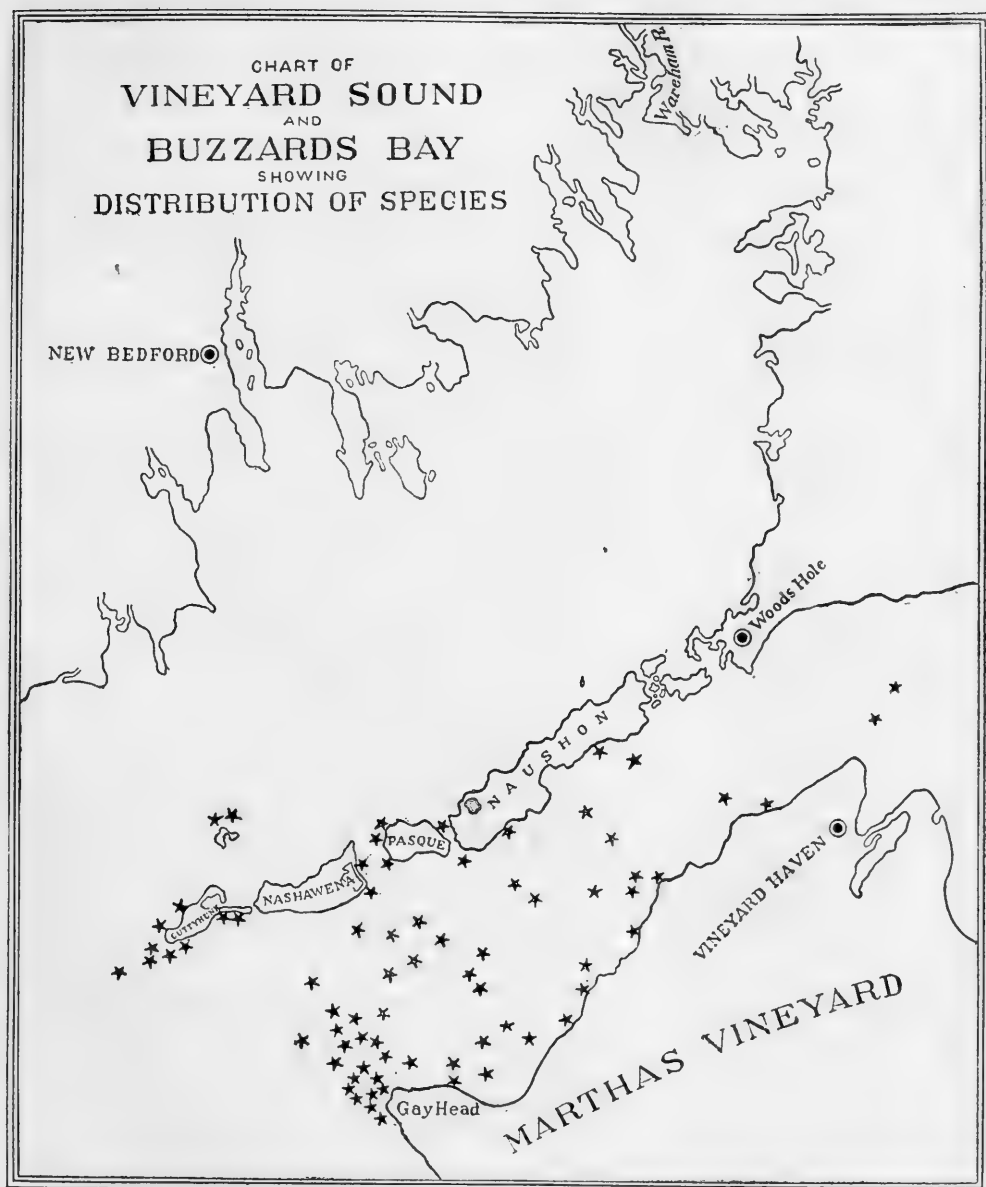 CHART OF
VINEYARD SOUND
AND
BUZZARDS BAY
SHOWING
DISTRIBUTION OF SPECIES
Wareham R.
NEW BEDFORD
Woods Hole
NAUSHON
PASQUE
NASHAWENA
CUTTYHUNK
VINEYARD HAVEN
MARTHAS VINEYARD
Gay Head